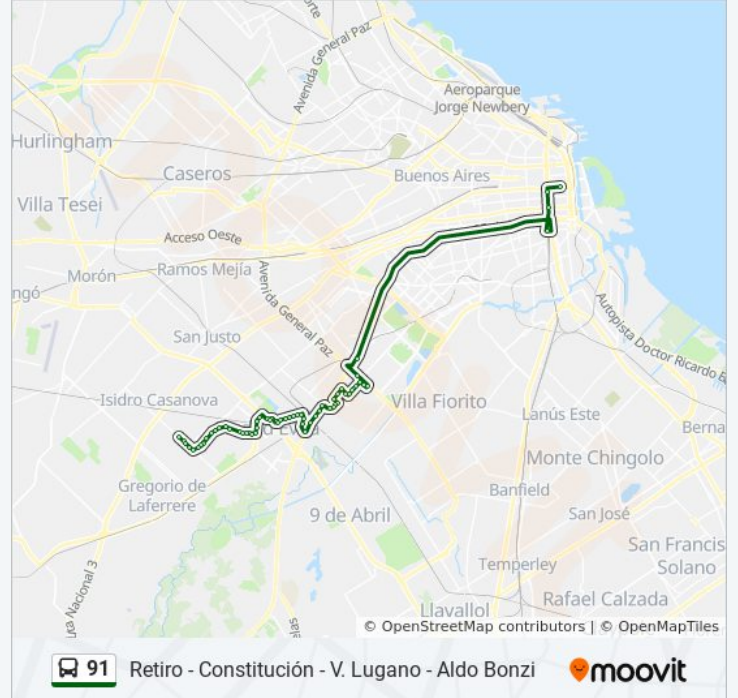 Avenida General Paz
Aeroparque
Jorge Newbery
Hurlingham
Caseros
Buenos Aires
Villa Tesei
Acceso Oeste
Morón
Ramos Mejía
Avenida General Paz
San Justo
Autopista Doctor Ricardo B
Isidro Casanova
Villa Fiorito
Lanús Este
Berna
Monte Chingolo
Gregorio de
Laferrere
Banfield
9 de Abril
San José
San Francis
Solano
Temperley
Rafael Calzada
Llavallol
© OpenStreetMap contributors | © OpenMapTiles
91 Retiro - Constitución - V. Lugano - Aldo Bonzi moovit